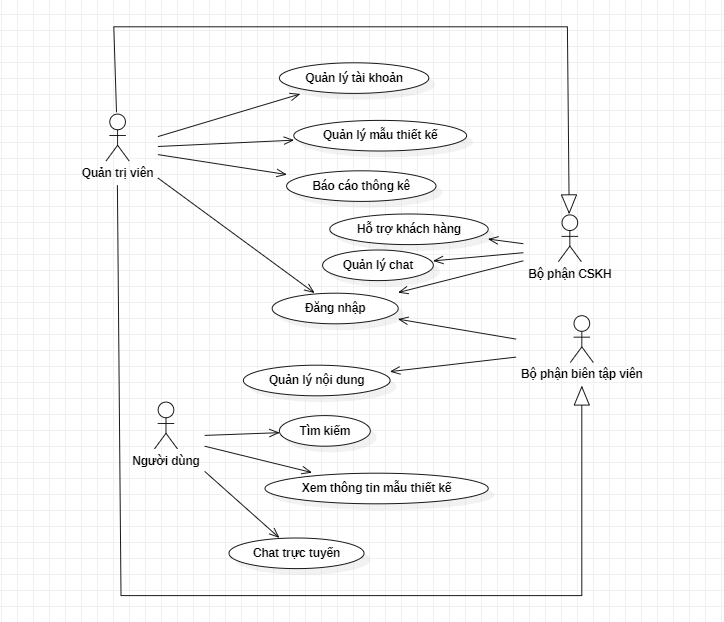 Quản lý tài khoản
Quản lý mẫu thiết kế
Quản trị viên
Báo cáo thông kê
Hỗ trợ khách hàng
Quản lý chat
Bộ phận CSKH
Đăng nhập
Bộ phận biên tập viên
Quản lý nội dung
Tìm kiếm
Người dùng
Xem thông tin mẫu thiết kế
Chat trực tuyến